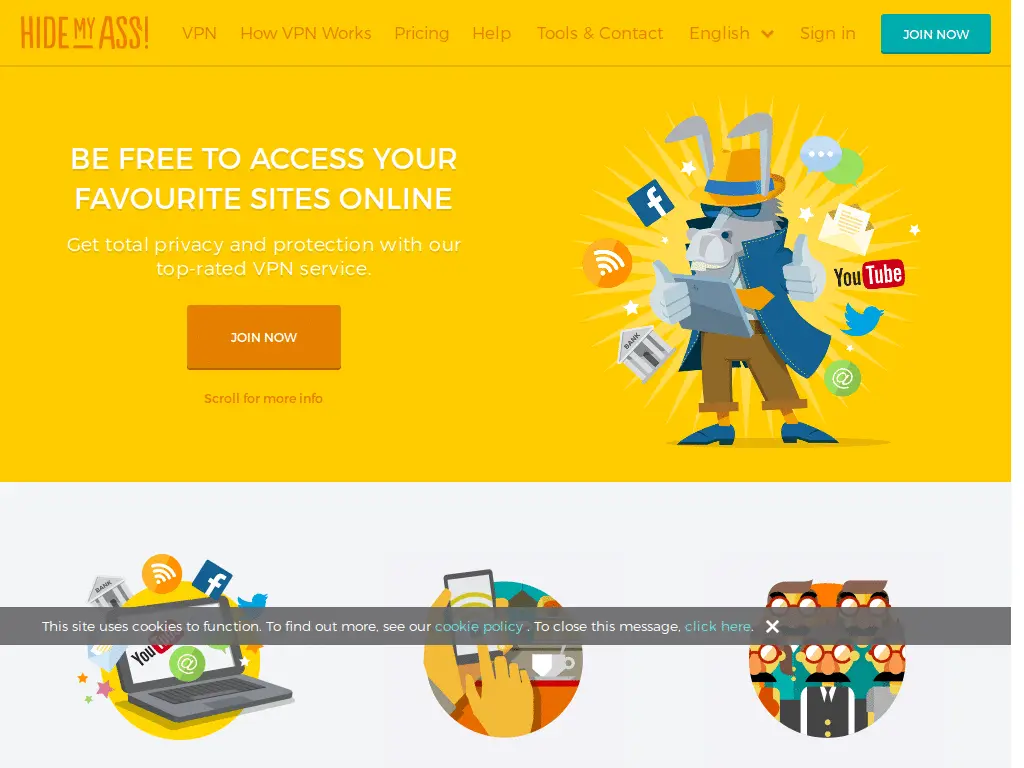 HIDE MY ASS!
VPN How VPN Works Pricing Help Tools & Contact English Sign in JOIN NOW
BE FREE TO ACCESS YOUR
FAVOURITE SITES ONLINE
Get total privacy and protection with our
top-rated VPN service.
JOIN NOW
Scroll for more info
YouTube
BANK
@
BANK
This site uses cookies to function. To find out more, see our cookie policy . To close this message, click here.
YouTube
@